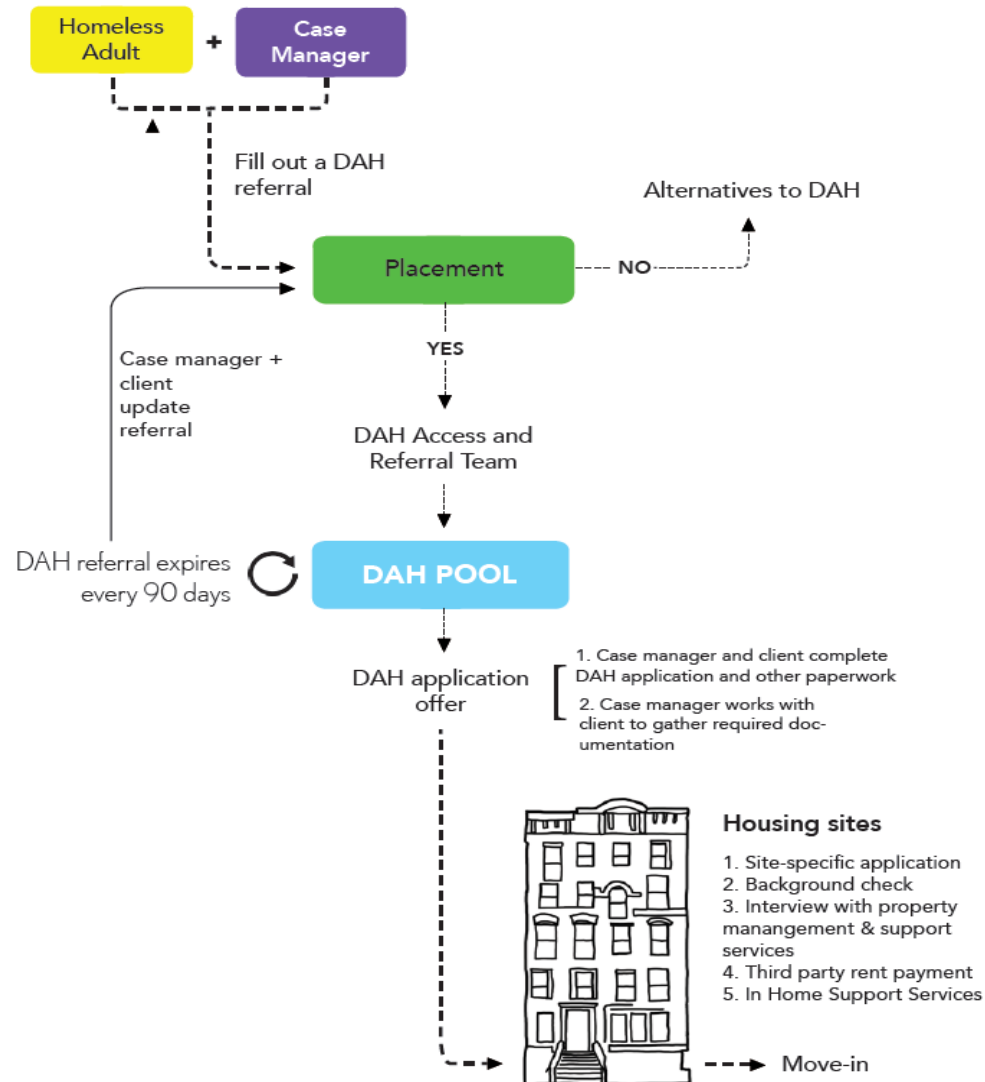 Homeless
Adult
+
Case
Manager
Fill out a DAH
referral
Alternatives to DAH
Placement
NO
YES
Case manager +
client
update
referral
DAH Access and
Referral Team
DAH referral expires
every 90 days
DAH POOL
DAH application
offer
1. Case manager and client complete
DAH application and other paperwork
2. Case manager works with
client to gather required doc-
umentation
Housing sites
1. Site-specific application
2. Background check
3. Interview with property
manangement & support
services
4. Third party rent payment
5. In Home Support Services
Move-in